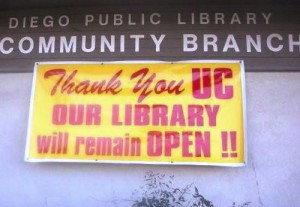 DIEGO PUBLIC LIBRARY
COMMUNITY BRANCH
Thank You UC
OUR LIBRARY
will remain OPEN !!